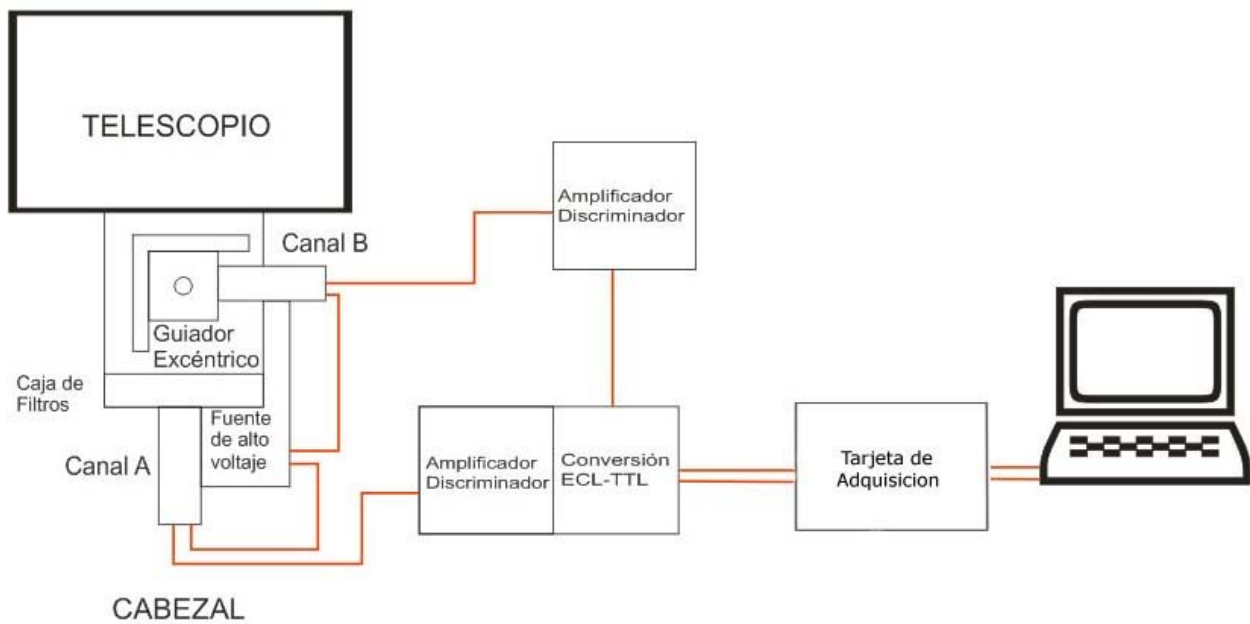 TELESCOPIO
Canal B
Amplificador
Discriminador
Guiador
Excéntrico
Caja de
Filtros
Fuente
de alto
voltaje
Canal A
Amplificador
Discriminador
Conversión
ECL-TTL
Tarjeta de
Adquisicion
CABEZAL